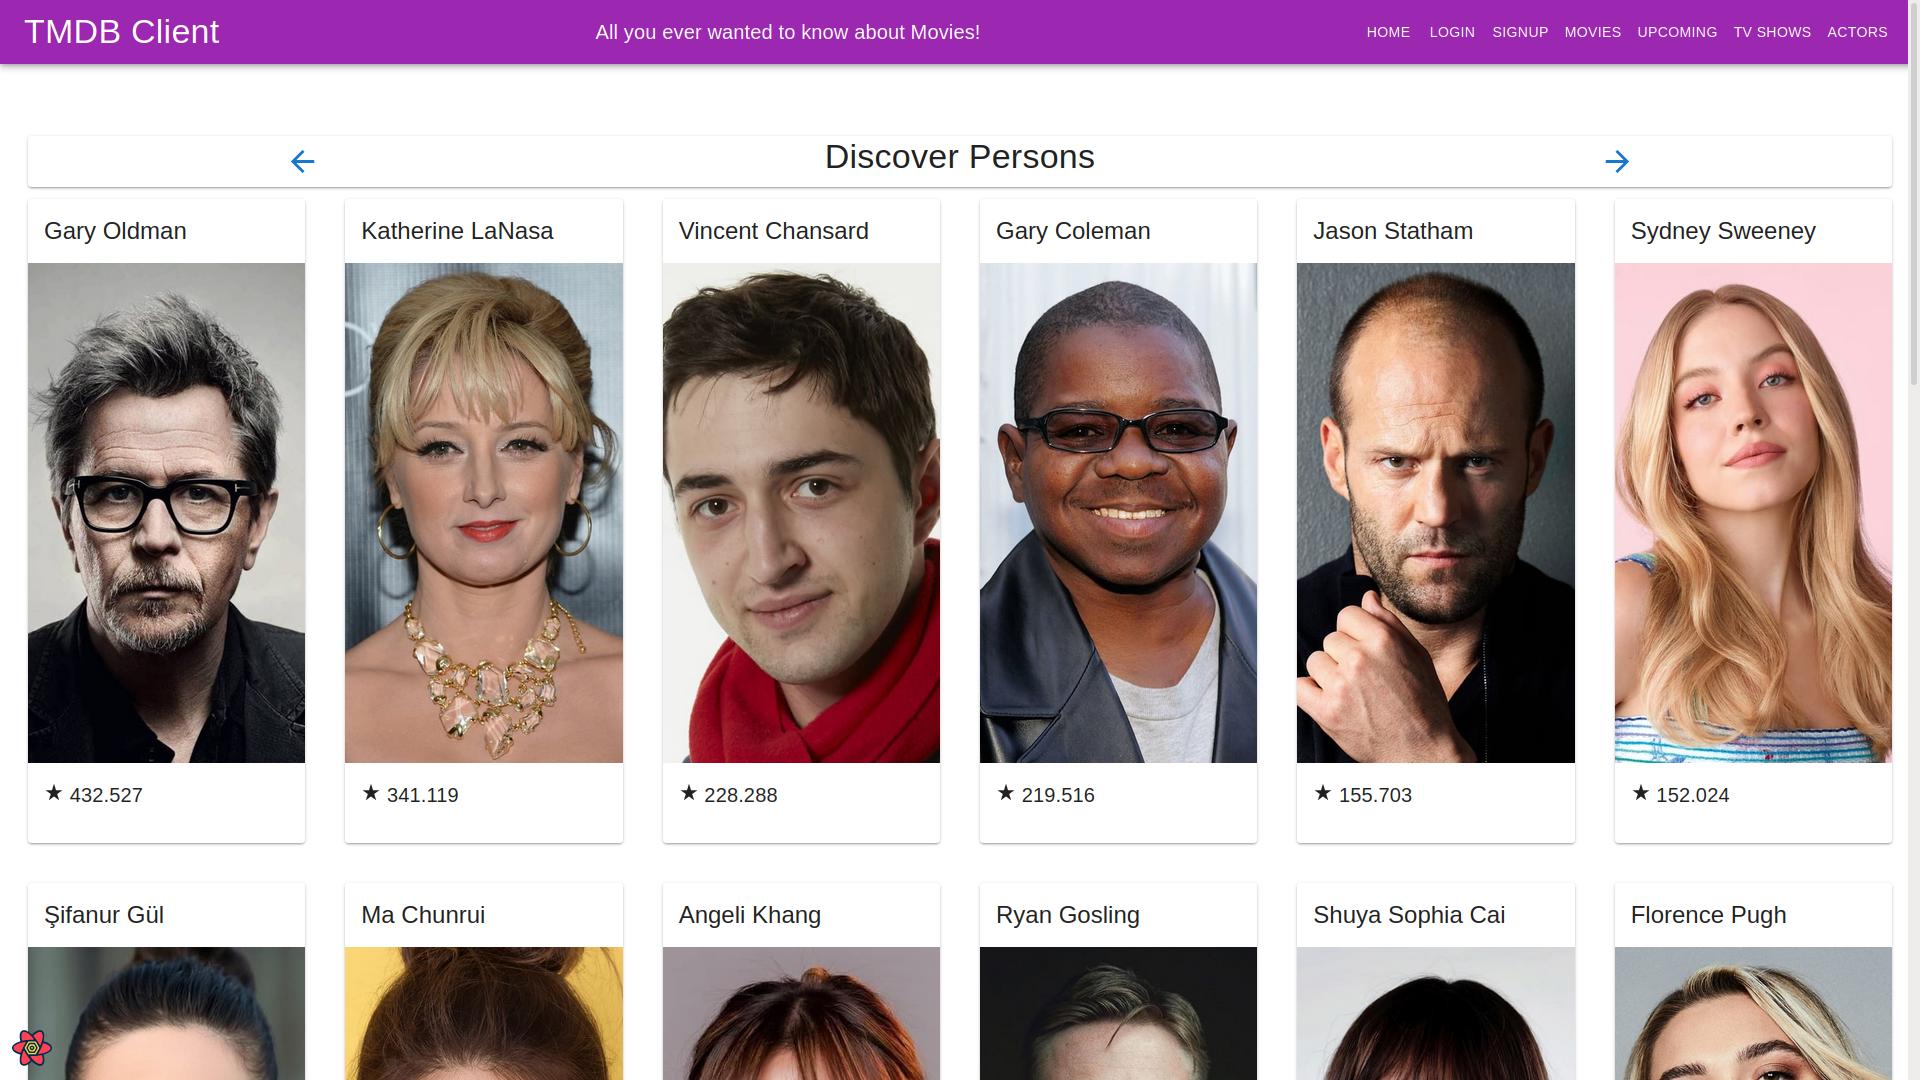 TMDB Client
All you ever wanted to know about Movies!
HOME LOGIN SIGNUP MOVIES UPCOMING TV SHOWS ACTORS
Discover Persons
Gary Oldman
Katherine LaNasa
Vincent Chansard
Gary Coleman
Jason Statham
Sydney Sweeney
★ 432.527
★ 341.119
★ 228.288
★ 219.516
★ 155.703
★ 152.024
Şifanur Gül
Ma Chunrui
Angeli Khang
Ryan Gosling
Shuya Sophia Cai
Florence Pugh